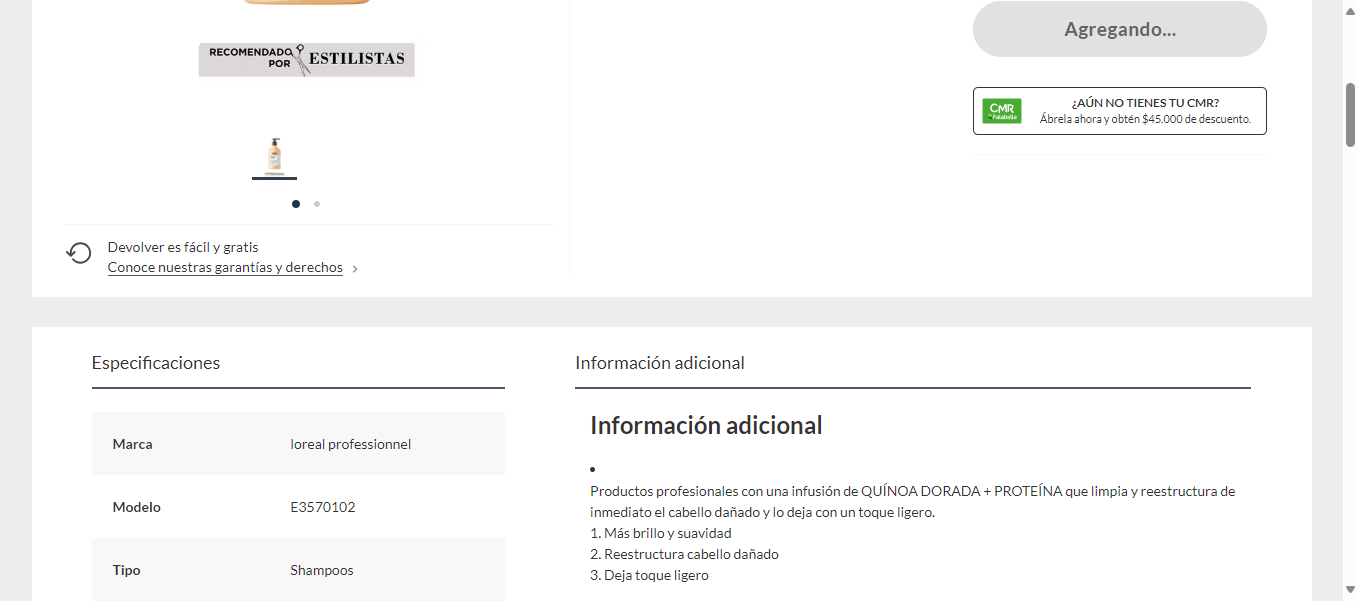 RECOMENDADO
POR
ESTILISTAS
Devolver es fácil y gratis
Conoce nuestras garantías y derechos
Agregando...
CMR
Falabella
¿AÚN NO TIENES TU CMR?
Ábrela ahora y obtén $45.000 de descuento.
Especificaciones
Marca loreal professionnel
Modelo E3570102
Tipo Shampoos
Información adicional
Información adicional
Productos profesionales con una infusión de QUÍNOA DORADA + PROTEÍNA que limpia y reestructura de
inmediato el cabello dañado y lo deja con un toque ligero.
1. Más brillo y suavidad
2. Reestructura cabello dañado
3. Deja toque ligero